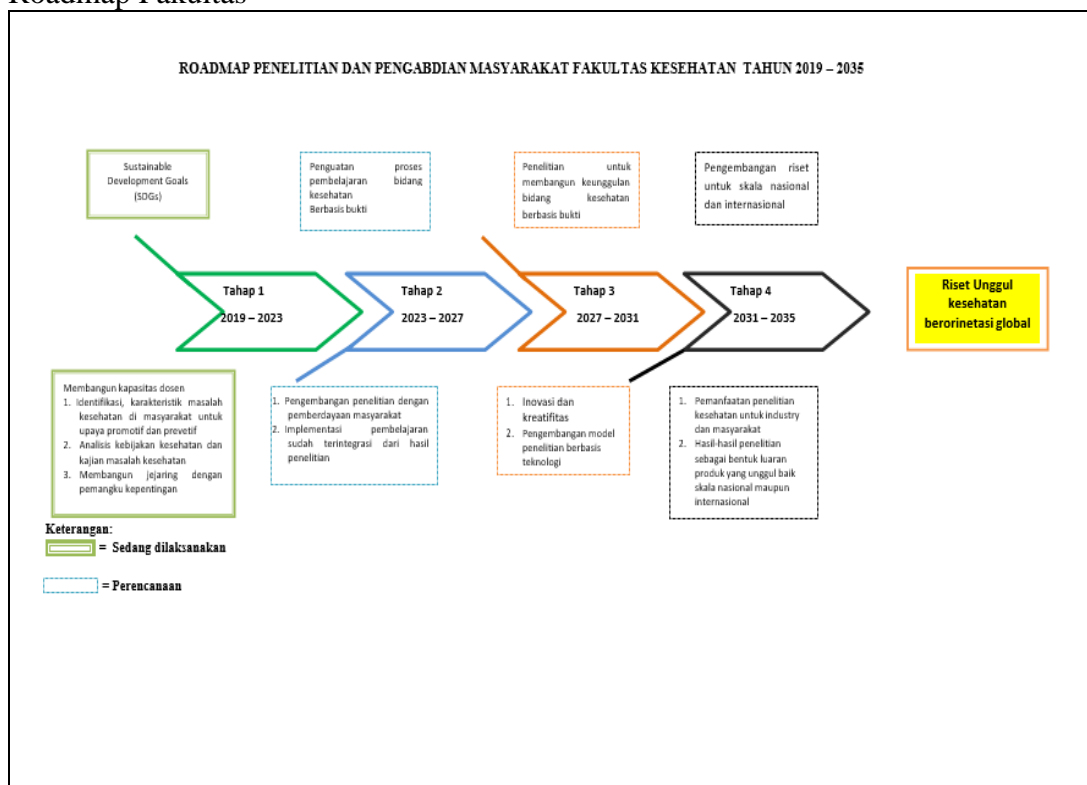 Roadmap Fakultas
ROADMAP PENELITIAN DAN PENGABDIAN MASYARAKAT FAKULTAS KESEHATAN TAHUN 2019 – 2035
Sustainable
Development Goals
(SDGs)
Penguatan proses
pembelajaran bidang
kesehatan
Berbasis bukti
Penelitian untuk
membangun keunggulan
bidang kesehatan
berbasis bukti
Pengembangan riset
untuk skala nasional
dan internasional
Tahap 1
2019 – 2023
Tahap 2
2023 – 2027
Tahap 3
2027 – 2031
Tahap 4
2031 – 2035
Riset Unggul
kesehatan
berorinetasi global
Membangun kapasitas dosen
1. Identifikasi, karakteristik masalah
kesehatan di masyarakat untuk
upaya promotif dan prevetif
2. Analisis kebijakan kesehatan dan
kajian masalah kesehatan
3. Membangun jejaring dengan
pemangku kepentingan
1. Pengembangan penelitian dengan
pemberdayaan masyarakat
2. Implementasi pembelajaran
sudah terintegrasi dari hasil
penelitian
1. Inovasi dan
kreatifitas
2. Pengembangan model
penelitian berbasis
teknologi
1. Pemanfaatan penelitian
kesehatan untuk industry
dan masyarakat
2. Hasil-hasil penelitian
sebagai bentuk luaran
produk yang unggul baik
skala nasional maupun
internasional
Keterangan:
= Sedang dilaksanakan
= Perencanaan